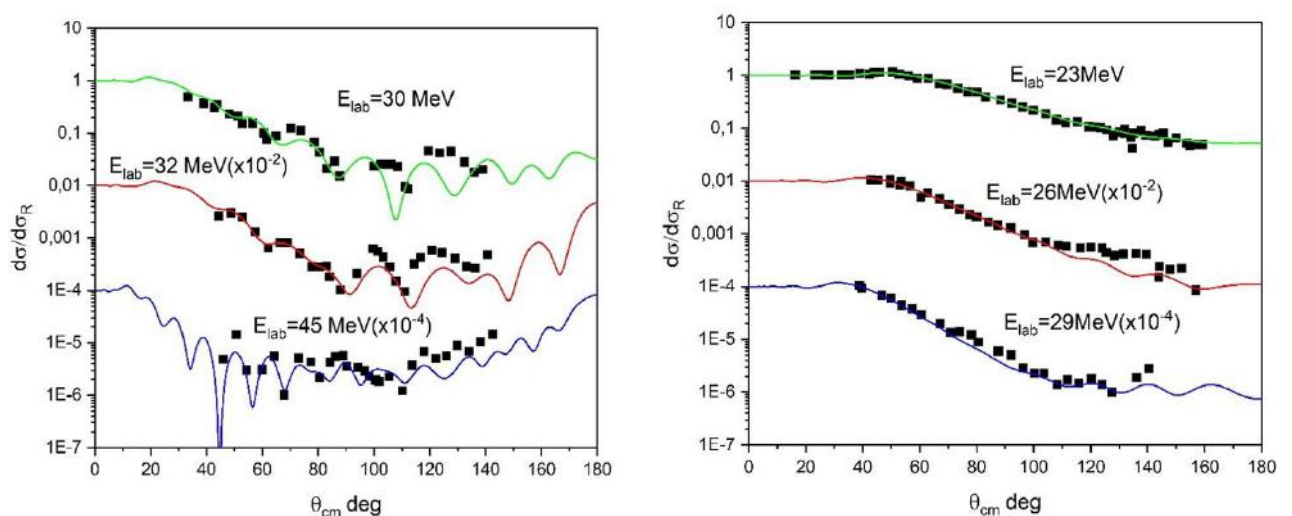 10
1
0,1
0,01
0,001
1E-4
1E-5
1E-6
1E-7
dσ/dσ_R
E_lab=30 MeV
E_lab=32 MeV(x10^-2)
E_lab=45 MeV(x10^-4)
0 20 40 60 80 100 120 140 160 180
θ_cm deg
10
1
0,1
0,01
0,001
1E-4
1E-5
1E-6
1E-7
dσ/dσ_R
E_lab=23MeV
E_lab=26MeV(x10^-2)
E_lab=29MeV(x10^-4)
0 20 40 60 80 100 120 140 160 180
θ_cm deg